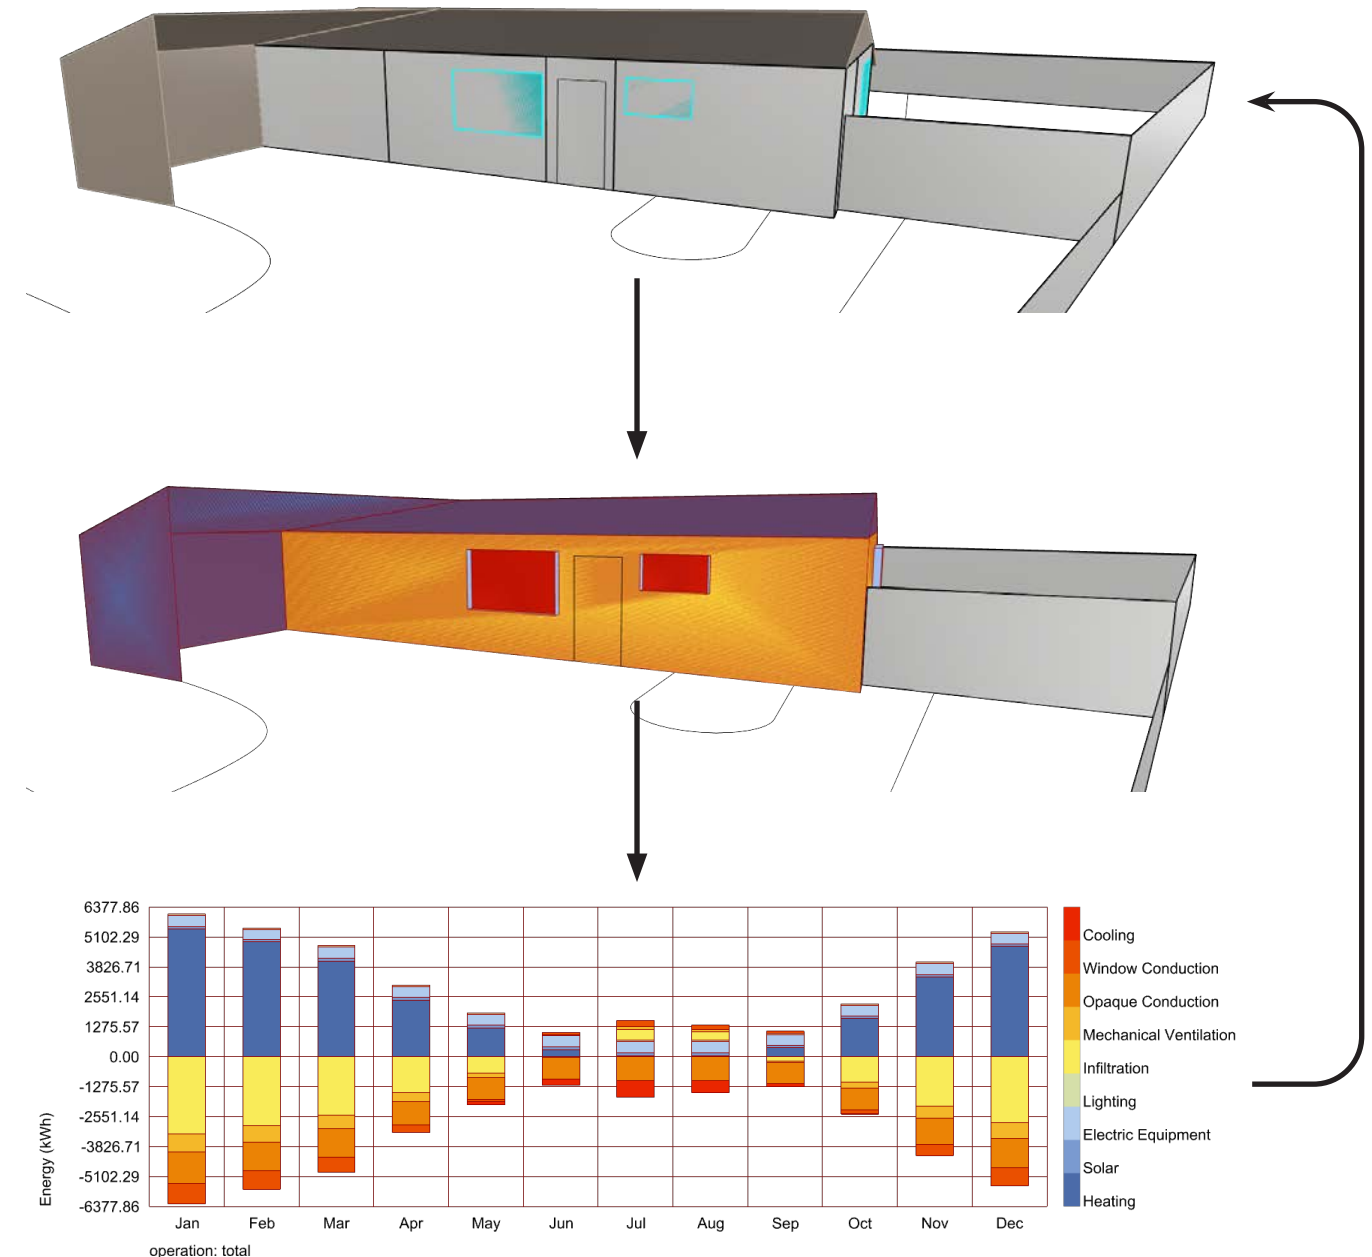 6377.86
5102.29
3826.71
2551.14
1275.57
0.00
-1275.57
-2551.14
-3826.71
-5102.29
-6377.86
Energy (kWh)
Jan Feb Mar Apr May Jun Jul Aug Sep Oct Nov Dec
operation: total
Cooling
Window Conduction
Opaque Conduction
Mechanical Ventilation
Infiltration
Lighting
Electric Equipment
Solar
Heating